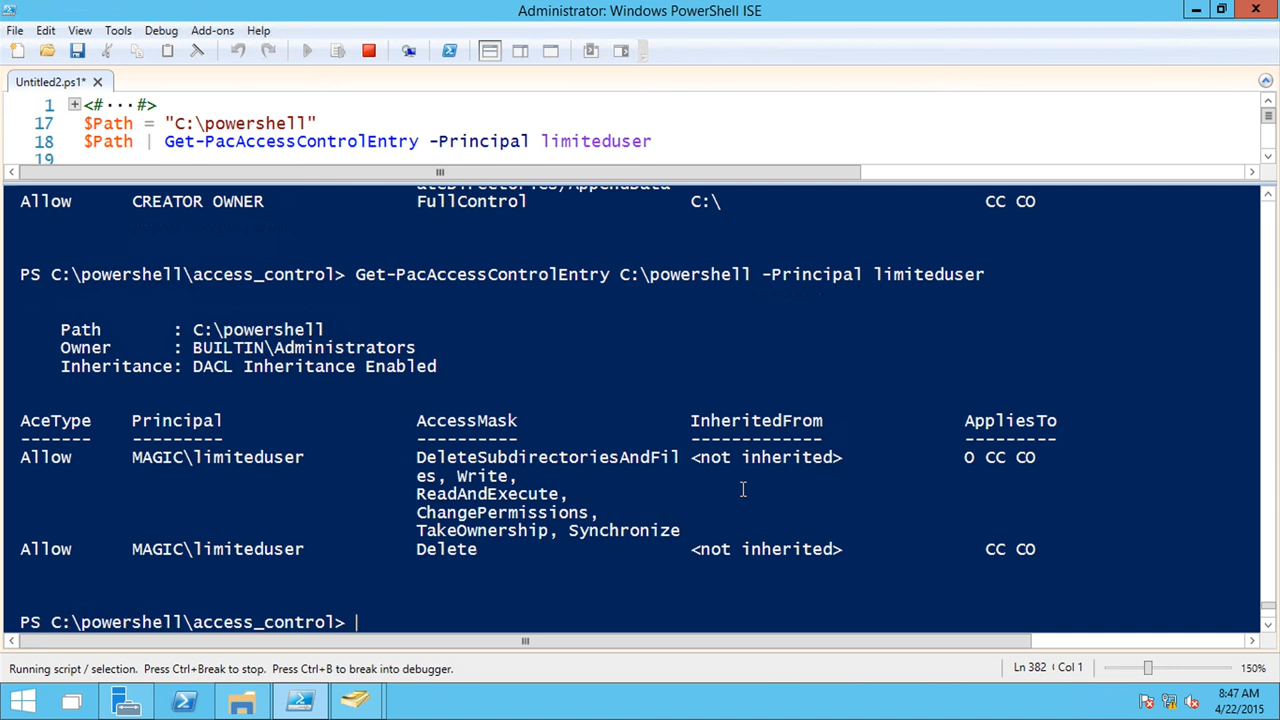 Administrator: Windows PowerShell ISE
File Edit View Tools Debug Add-ons Help
Untitled2.ps1* X
1 <#···#>
17 $Path = "C:\powershell"
18 $Path | Get-PacAccessControlEntry -Principal limiteduser
19
ateDirectories/AppendData
Allow CREATOR OWNER FullControl C:\ CC CO
PS C:\powershell\access_control> Get-PacAccessControlEntry C:\powershell -Principal limiteduser
Path : C:\powershell
Owner : BUILTIN\Administrators
Inheritance: DACL Inheritance Enabled
AceType Principal AccessMask InheritedFrom AppliesTo
------- --------- ---------- ------------- ---------
Allow MAGIC\limiteduser DeleteSubdirectoriesAndFil <not inherited> O CC CO
es, Write,
ReadAndExecute,
ChangePermissions,
TakeOwnership, Synchronize
Allow MAGIC\limiteduser Delete <not inherited> CC CO
PS C:\powershell\access_control>
Running script / selection. Press Ctrl+Break to stop. Press Ctrl+B to break into debugger. Ln 382 Col 1 150%
8:47 AM
4/22/2015